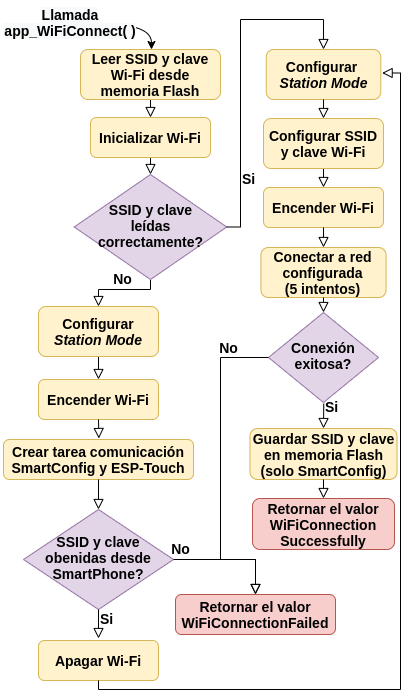 Llamada
app_WiFiConnect( )
Leer SSID y clave
Wi-Fi desde
memoria Flash
Inicializar Wi-Fi
SSID y clave
leídas
correctamente?
Si
No
Configurar
Station Mode
Encender Wi-Fi
Crear tarea comunicación
SmartConfig y ESP-Touch
SSID y clave
obenidas desde
SmartPhone?
No
Si
Apagar Wi-Fi
Configurar
Station Mode
Configurar SSID
y clave Wi-Fi
Encender Wi-Fi
Conectar a red
configurada
(5 intentos)
Conexión
exitosa?
No
Si
Guardar SSID y clave
en memoria Flash
(solo SmartConfig)
Retornar el valor
WiFiConnection
Successfully
Retornar el valor
WiFiConnectionFailed